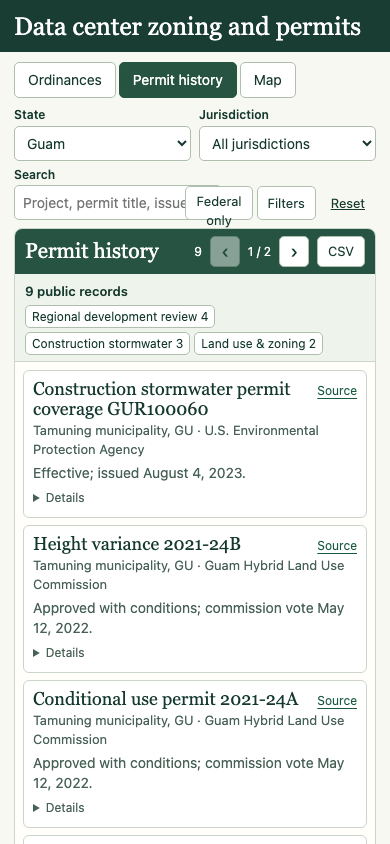 Data center zoning and permits
Ordinances
Permit history
Map
State
Jurisdiction
Guam
All jurisdictions
Search
Project, permit title, issue
Federal only
Filters
Reset
Permit history
9
‹
1 / 2
›
CSV
9 public records
Regional development review 4
Construction stormwater 3
Land use & zoning 2
Construction stormwater permit
coverage GUR100060
Source
Tamuning municipality, GU · U.S. Environmental
Protection Agency
Effective; issued August 4, 2023.
▶ Details
Height variance 2021-24B
Source
Tamuning municipality, GU · Guam Hybrid Land Use
Commission
Approved with conditions; commission vote May
12, 2022.
▶ Details
Conditional use permit 2021-24A
Source
Tamuning municipality, GU · Guam Hybrid Land Use
Commission
Approved with conditions; commission vote May
12, 2022.
▶ Details